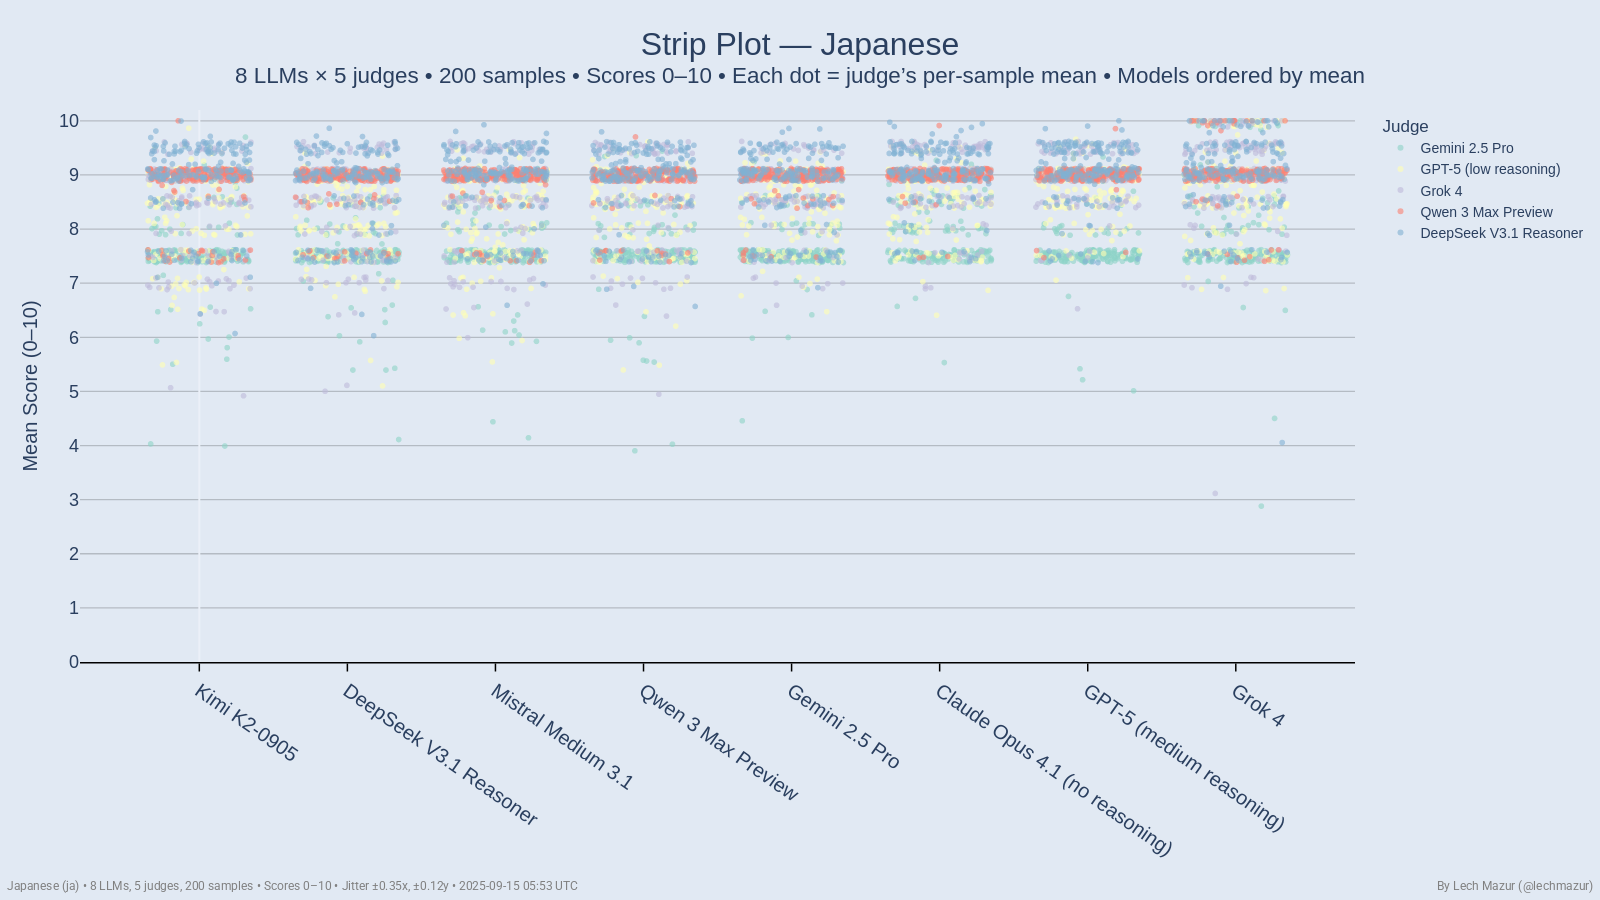 Strip Plot — Japanese
8 LLMs × 5 judges • 200 samples • Scores 0–10 • Each dot = judge’s per-sample mean • Models ordered by mean
Mean Score (0–10)
10
9
8
7
6
5
4
3
2
1
0
Kimi K2-0905
DeepSeek V3.1 Reasoner
Mistral Medium 3.1
Qwen 3 Max Preview
Gemini 2.5 Pro
Claude Opus 4.1 (no reasoning)
GPT-5 (medium reasoning)
Grok 4
Judge
Gemini 2.5 Pro
GPT-5 (low reasoning)
Grok 4
Qwen 3 Max Preview
DeepSeek V3.1 Reasoner
Japanese (ja) • 8 LLMs, 5 judges, 200 samples • Scores 0–10 • Jitter ±0.35x, ±0.12y • 2025-09-15 05:53 UTC
By Lech Mazur (@lechmazur)